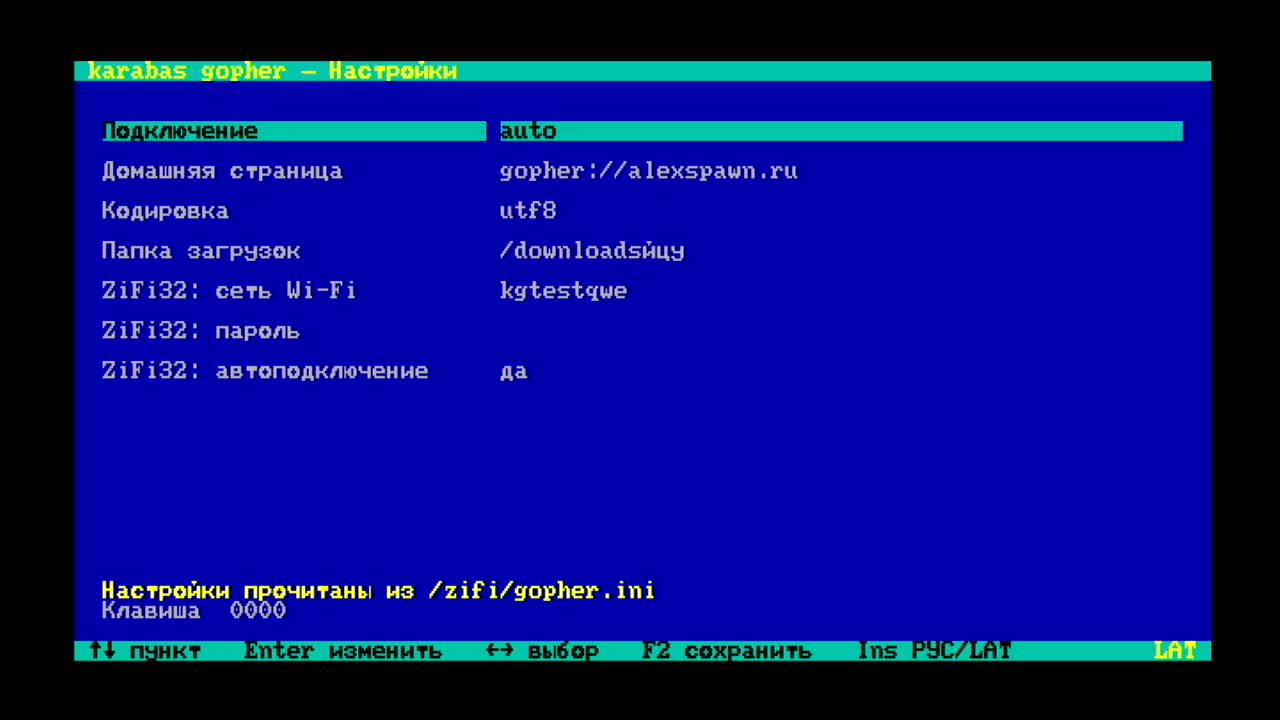 karabas gopher — Настройки
Подключение auto
Домашняя страница gopher://alexspawn.ru
Кодировка utf8
Папка загрузок /downloadsйцу
ZiFi32: сеть Wi-Fi kgtestqwe
ZiFi32: пароль
ZiFi32: автоподключение да
Настройки прочитаны из /zifi/gopher.ini
Клавиша 0000
↑↓ пункт Enter изменить ←→ выбор F2 сохранить Ins РУС/LAT LAT